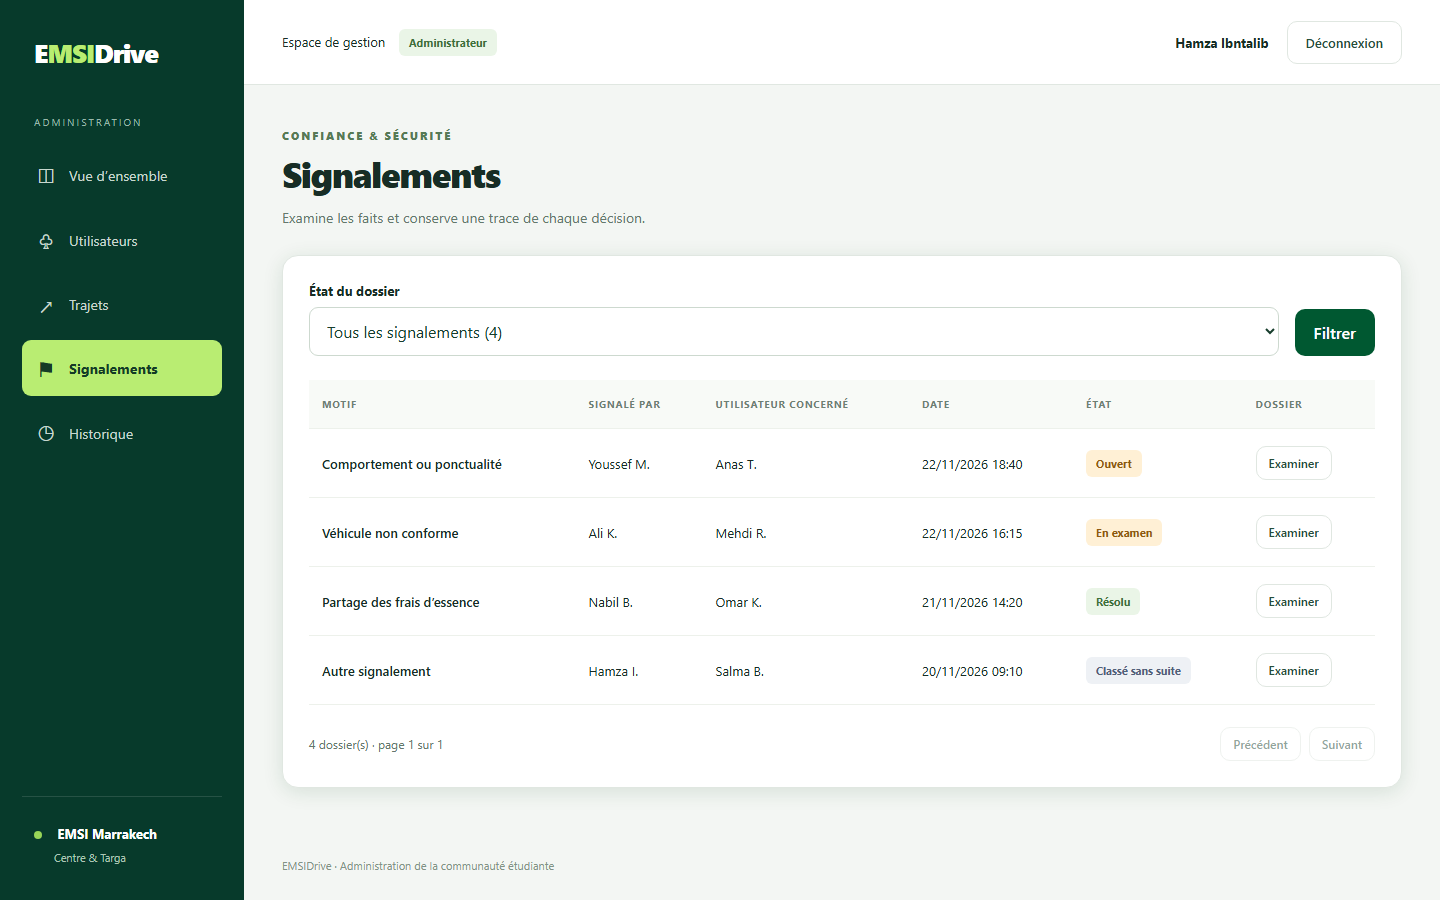 EMSIDrive
ADMINISTRATION
Vue d'ensemble
Utilisateurs
Trajets
Signalements
Historique
EMSI Marrakech
Centre & Targa
Espace de gestion Administrateur
Hamza Ibntalib Déconnexion
CONFIANCE & SÉCURITÉ
Signalements
Examine les faits et conserve une trace de chaque décision.
État du dossier
Tous les signalements (4) Filtrer
MOTIF SIGNALÉ PAR UTILISATEUR CONCERNÉ DATE ÉTAT DOSSIER
Comportement ou ponctualité Youssef M. Anas T. 22/11/2026 18:40 Ouvert Examiner
Véhicule non conforme Ali K. Mehdi R. 22/11/2026 16:15 En examen Examiner
Partage des frais d'essence Nabil B. Omar K. 21/11/2026 14:20 Résolu Examiner
Autre signalement Hamza I. Salma B. 20/11/2026 09:10 Classé sans suite Examiner
4 dossier(s) · page 1 sur 1 Précédent Suivant
EMSIDrive · Administration de la communauté étudiante